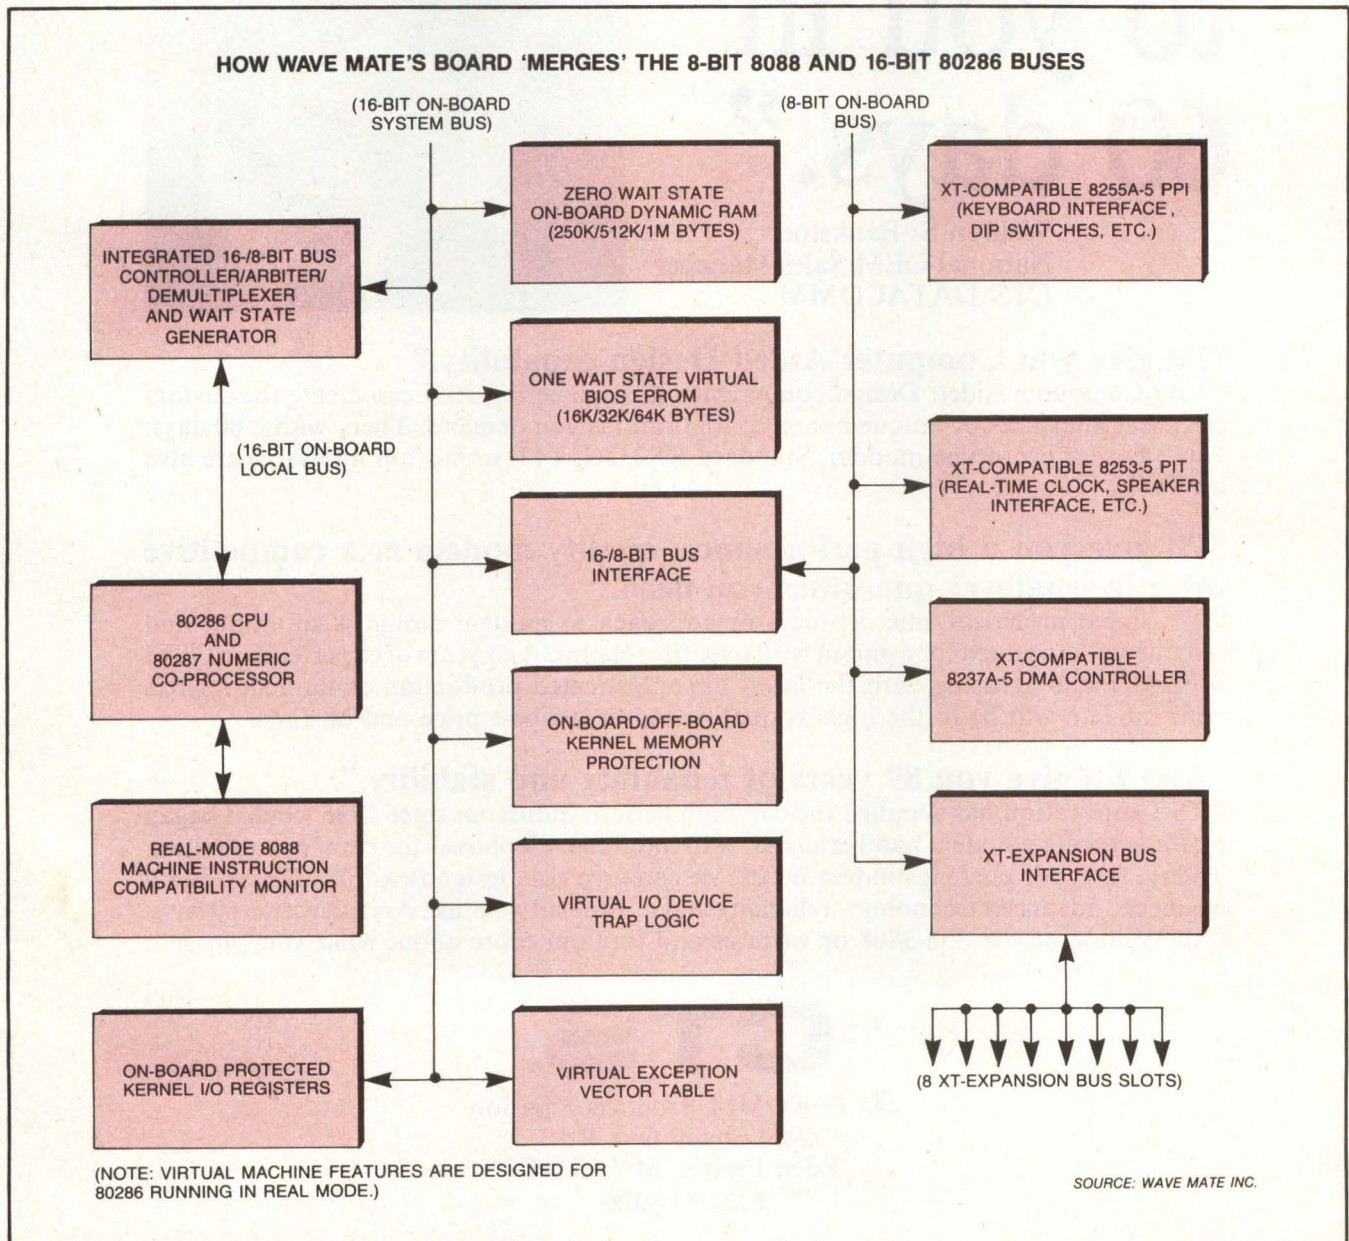 HOW WAVE MATE'S BOARD 'MERGES' THE 8-BIT 8088 AND 16-BIT 80286 BUSES
(16-BIT ON-BOARD
SYSTEM BUS)
(8-BIT ON-BOARD
BUS)
INTEGRATED 16-/8-BIT BUS
CONTROLLER/ARBITER/
DEMULTIPLEXER
AND WAIT STATE
GENERATOR
(16-BIT ON-BOARD
LOCAL BUS)
80286 CPU
AND
80287 NUMERIC
CO-PROCESSOR
REAL-MODE 8088
MACHINE INSTRUCTION
COMPATIBILITY MONITOR
ON-BOARD PROTECTED
KERNEL I/O REGISTERS
ZERO WAIT STATE
ON-BOARD DYNAMIC RAM
(250K/512K/1M BYTES)
ONE WAIT STATE VIRTUAL
BIOS EPROM
(16K/32K/64K BYTES)
16-/8-BIT BUS
INTERFACE
ON-BOARD/OFF-BOARD
KERNEL MEMORY
PROTECTION
VIRTUAL I/O DEVICE
TRAP LOGIC
VIRTUAL EXCEPTION
VECTOR TABLE
XT-COMPATIBLE 8255A-5 PPI
(KEYBOARD INTERFACE,
DIP SWITCHES, ETC.)
XT-COMPATIBLE 8253-5 PIT
(REAL-TIME CLOCK, SPEAKER
INTERFACE, ETC.)
XT-COMPATIBLE
8237A-5 DMA CONTROLLER
XT-EXPANSION BUS
INTERFACE
(8 XT-EXPANSION BUS SLOTS)
(NOTE: VIRTUAL MACHINE FEATURES ARE DESIGNED FOR
80286 RUNNING IN REAL MODE.)
SOURCE: WAVE MATE INC.